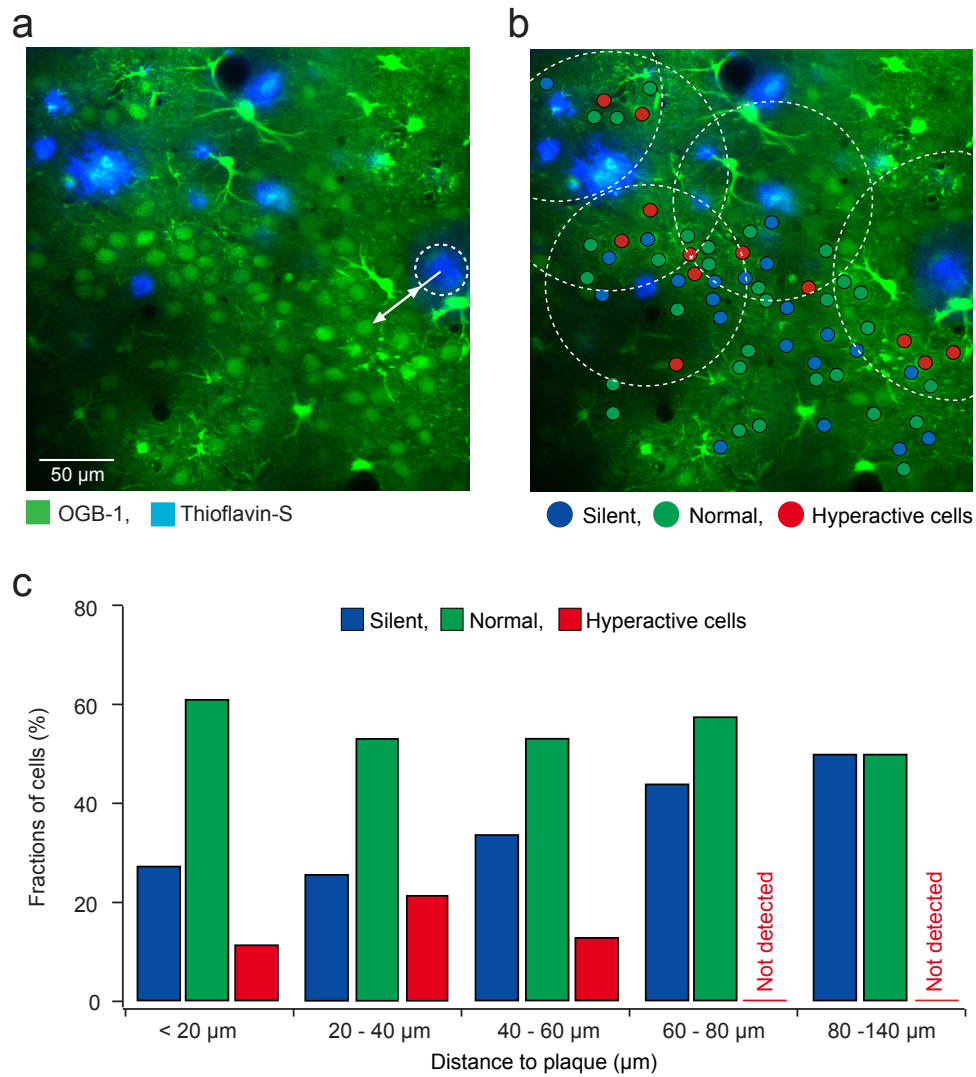 a
b
50 µm
OGB-1, Thioflavin-S
Silent, Normal, Hyperactive cells
c
Silent, Normal, Hyperactive cells
80
60
40
20
0
Fractions of cells (%)
Not detected
Not detected
< 20 µm
20 - 40 µm
40 - 60 µm
60 - 80 µm
80 -140 µm
Distance to plaque (µm)